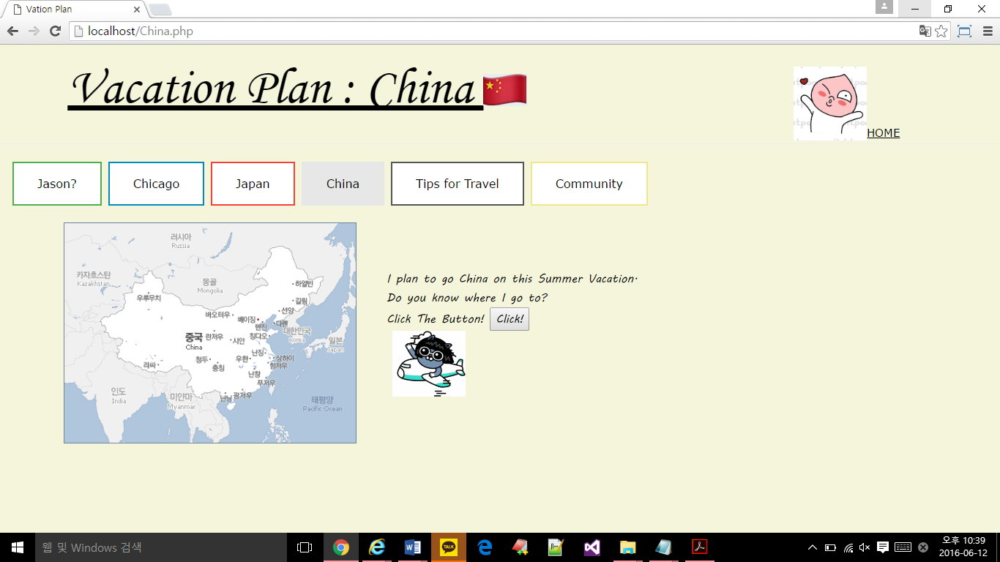 Vation Plan
localhost/China.php
Vacation Plan : China
HOME
Jason?
Chicago
Japan
China
Tips for Travel
Community
러시아
Russia
카자흐스탄
Kazakhstan
몽골
Mongolia
하얼빈
우루무치
길림
선양
바오터우
베이징
다롄
텐진
대한민국
Korea
일본
Japan
중국
China
란저우
시안
칭다오
난징
상하이
라싸
청두
충칭
우한
항저우
난창
푸저우
인도
India
미얀마
Myanmar
난닝
광저우
태평양
Pacific Ocean
I plan to go China on this Summer Vacation.
Do you know where I go to?
Click The Button! Click!
웹 및 Windows 검색
TALK
오후 10:39
2016-06-12